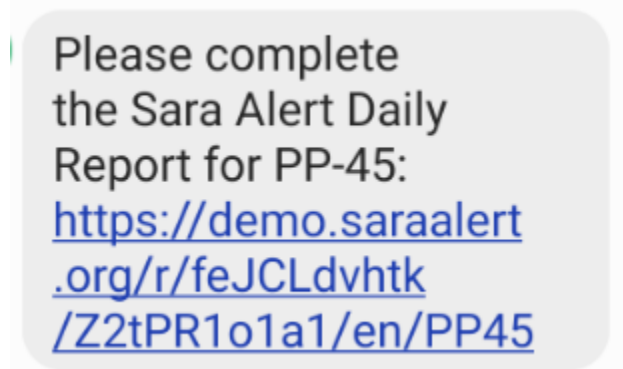 Please complete
the Sara Alert Daily
Report for PP-45:
https://demo.saraalert
.org/r/feJCLdvhtk
/Z2tPR1o1a1/en/PP45